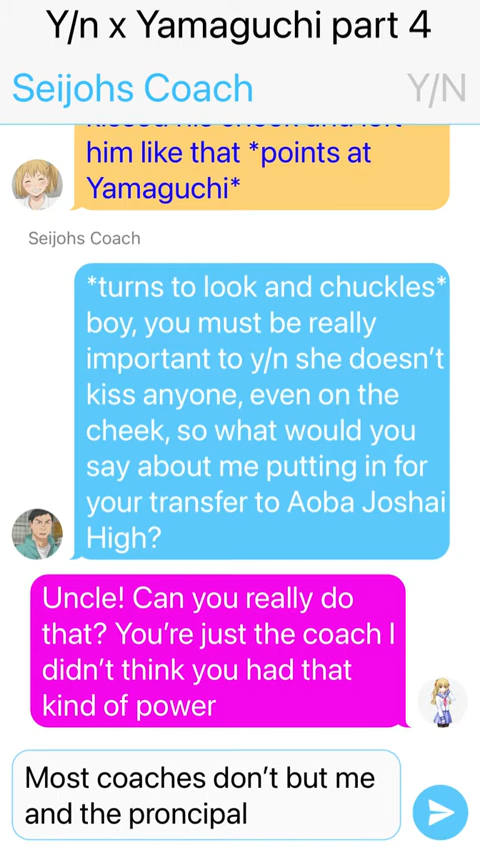 Y/n x Yamaguchi part 4
Seijohs Coach
Y/N
him like that *points at
Yamaguchi*
Seijohs Coach
*turns to look and chuckles*
boy, you must be really
important to y/n she doesn’t
kiss anyone, even on the
cheek, so what would you
say about me putting in for
your transfer to Aoba Joshai
High?
Uncle! Can you really do
that? You’re just the coach I
didn’t think you had that
kind of power
Most coaches don’t but me
and the proncipal